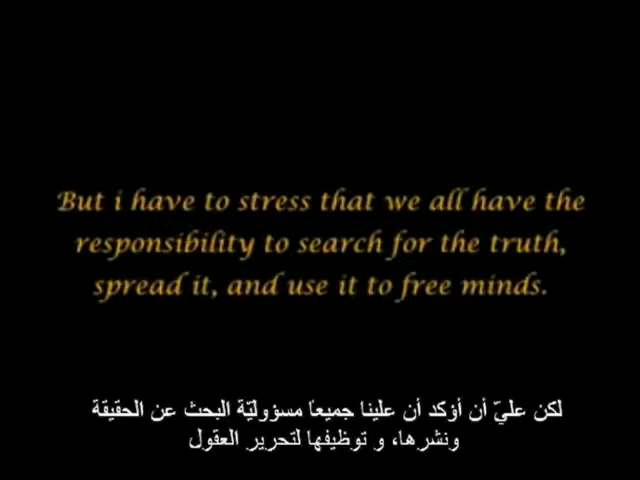 But i have to stress that we all have the
responsibility to search for the truth,
spread it, and use it to free minds.
لكن عليّ أن أؤكد أن علينا جميعًا مسؤوليّة البحث عن الحقيقة
ونشرها، و توظيفها لتحرير العقول